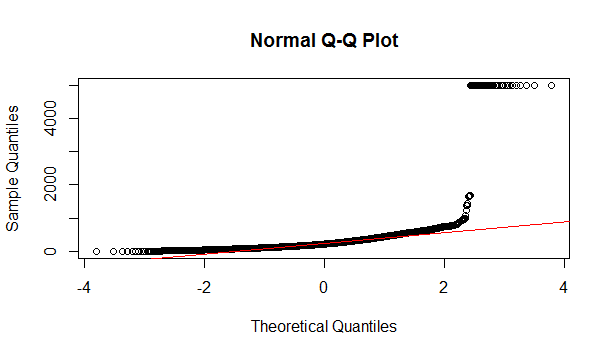 Normal Q-Q Plot
Sample Quantiles
4000
2000
0
-4 -2 0 2 4
Theoretical Quantiles